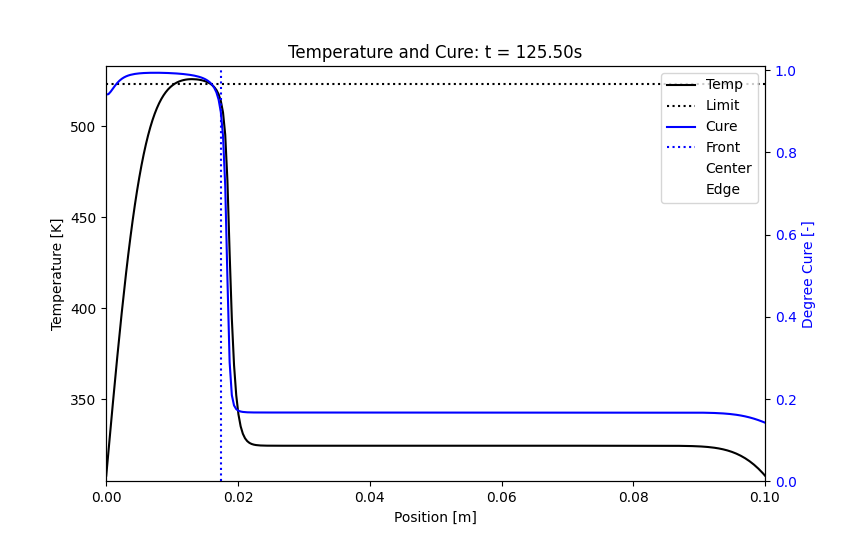 Temperature and Cure: t = 125.50s
Temp
Limit
Cure
Front
Center
Edge
500
450
400
350
Temperature [K]
1.0
0.8
0.6
0.4
0.2
0.0
Degree Cure [-]
0.00 0.02 0.04 0.06 0.08 0.10
Position [m]